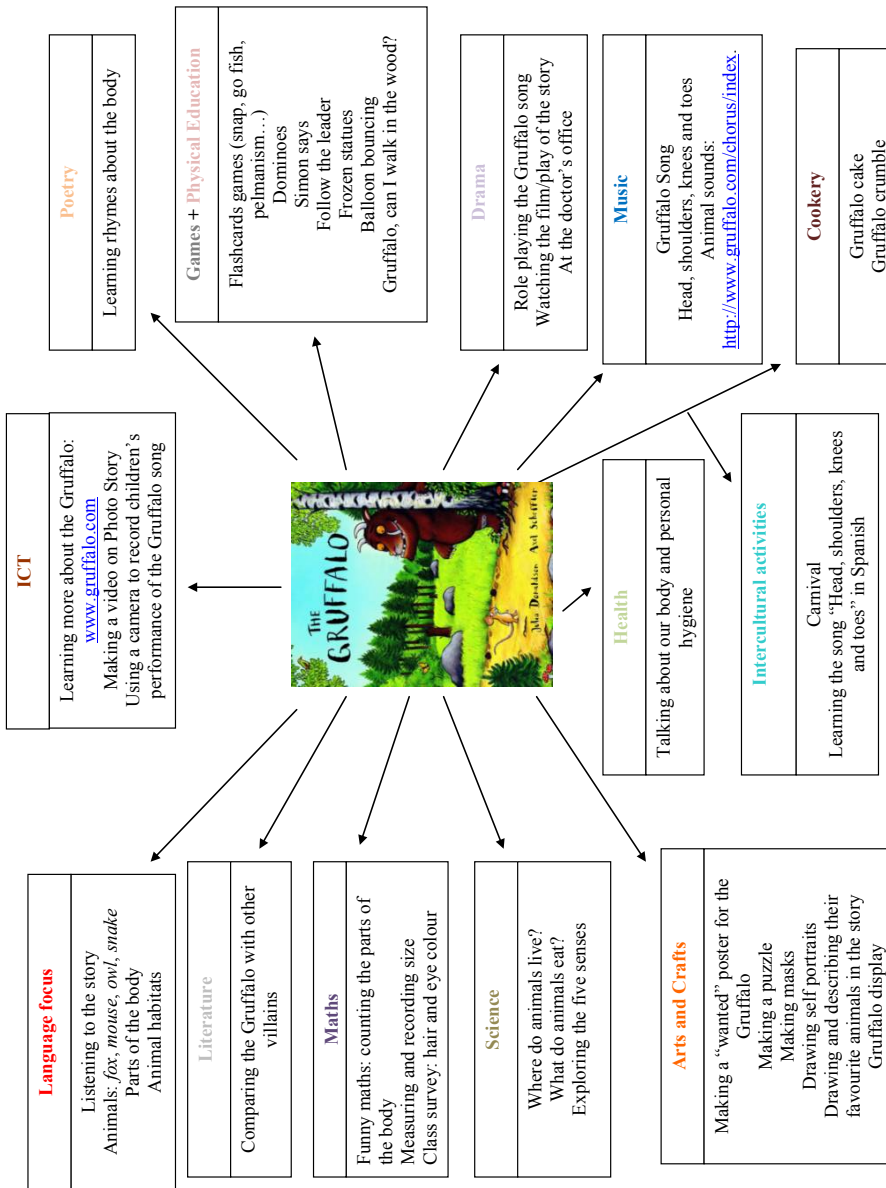 Language focus
Listening to the story
Animals: fox, mouse, owl, snake
Parts of the body
Animal habitats
Literature
Comparing the Gruffalo with other
villains
Maths
Funny maths: counting the parts of
the body
Measuring and recording size
Class survey: hair and eye colour
Science
Where do animals live?
What do animals eat?
Exploring the five senses
Arts and Crafts
Making a “wanted” poster for the
Gruffalo
Making a puzzle
Making masks
Drawing self portraits
Drawing and describing their
favourite animals in the story
Gruffalo display
ICT
Learning more about the Gruffalo:
www.gruffalo.com
Making a video on Photo Story
Using a camera to record children’s
performance of the Gruffalo song
THE
GRUFFALO
Julia Donaldson Axel Scheffler
Health
Talking about our body and personal
hygiene
Intercultural activities
Carnival
Learning the song “Head, shoulders, knees
and toes” in Spanish
Poetry
Learning rhymes about the body
Games + Physical Education
Flashcards games (snap, go fish,
pelmanism…)
Dominoes
Simon says
Follow the leader
Frozen statues
Balloon bouncing
Gruffalo, can I walk in the wood?
Drama
Role playing the Gruffalo song
Watching the film/play of the story
At the doctor’s office
Music
Gruffalo Song
Head, shoulders, knees and toes
Animal sounds:
http://www.gruffalo.com/chorus/index.
Cookery
Gruffalo cake
Gruffalo crumble